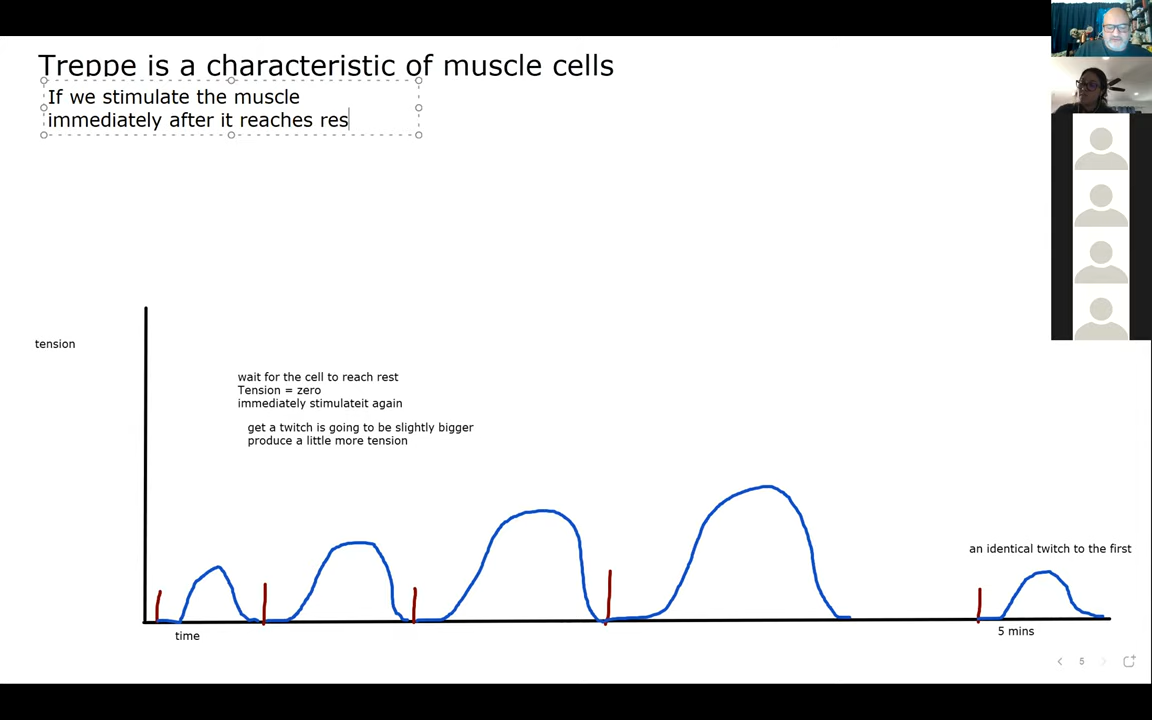 Treppe is a characteristic of muscle cells
If we stimulate the muscle
immediately after it reaches res
tension
wait for the cell to reach rest
Tension = zero
immediately stimulateit again
get a twitch is going to be slightly bigger
produce a little more tension
an identical twitch to the first
time
5 mins
5